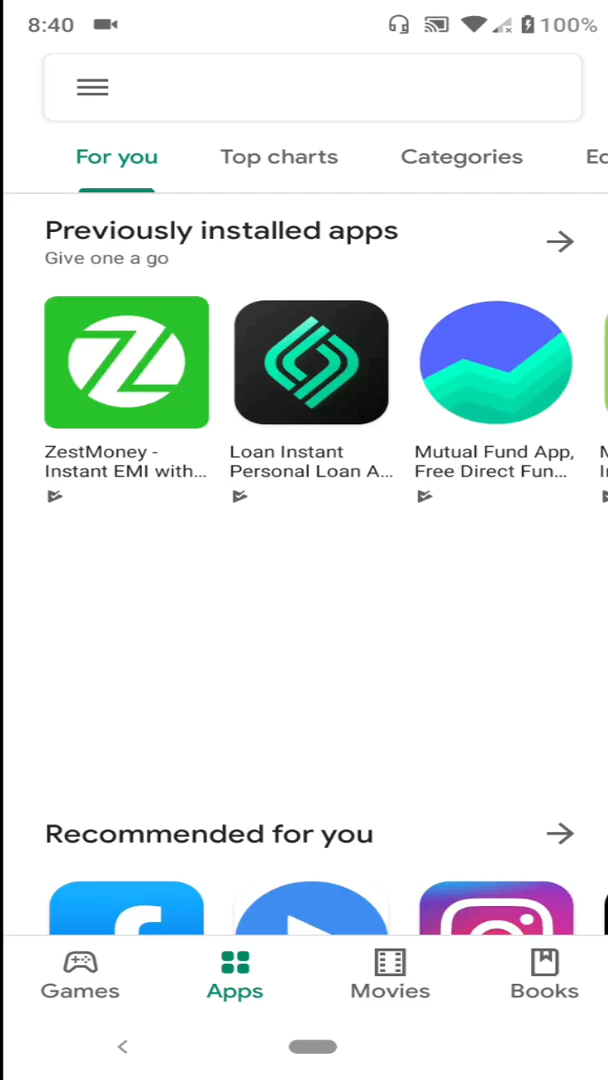 8:40
100%
For you
Top charts
Categories
Previously installed apps
Give one a go
ZestMoney -
Instant EMI with...
Loan Instant
Personal Loan A...
Mutual Fund App,
Free Direct Fun...
Recommended for you
Games
Apps
Movies
Books